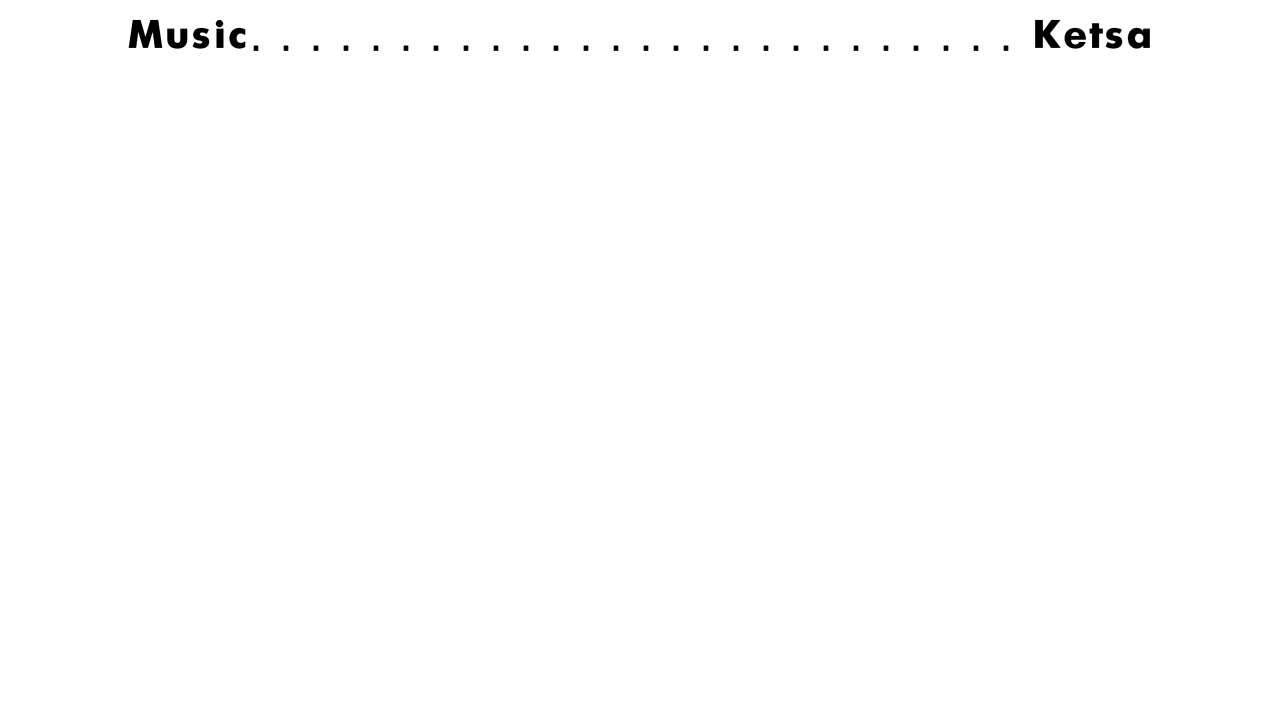 Music. . . . . . . . . . . . . . . . . . . . . . . . . . Ketsa